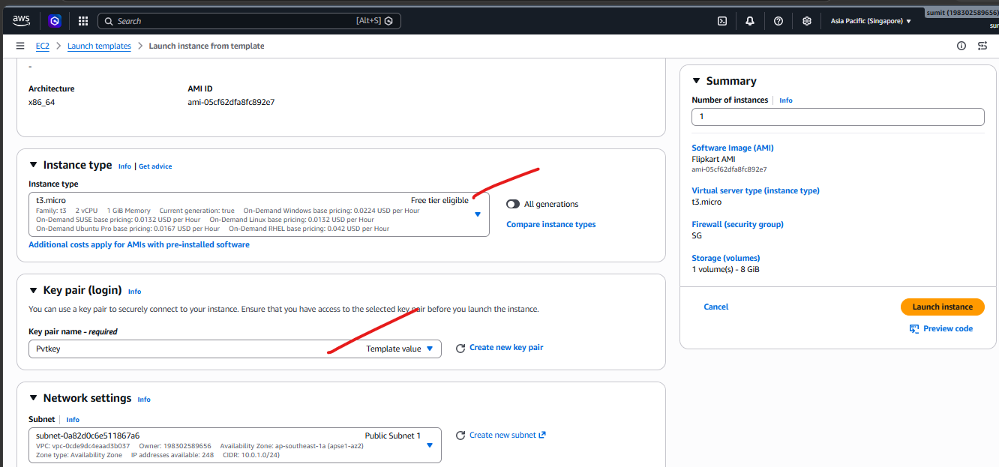 aws
Search [Alt+S]
Asia Pacific (Singapore) ▼
sumit (198302589656)
EC2 > Launch templates > Launch instance from template
-
Architecture AMI ID
x86_64 ami-05cf62dfa8fc892e7
Instance type Info | Get advice
Instance type
t3.micro Free tier eligible
Family: t3 2 vCPU 1 GiB Memory Current generation: true On-Demand Windows base pricing: 0.0224 USD per Hour
On-Demand SUSE base pricing: 0.0132 USD per Hour On-Demand Linux base pricing: 0.0132 USD per Hour
On-Demand Ubuntu Pro base pricing: 0.0167 USD per Hour On-Demand RHEL base pricing: 0.042 USD per Hour
All generations
Compare instance types
Additional costs apply for AMIs with pre-installed software
Key pair (login) Info
You can use a key pair to securely connect to your instance. Ensure that you have access to the selected key pair before you launch the instance.
Key pair name - required
Pvtkey Template value
Create new key pair
Network settings Info
Subnet Info
subnet-0a82d0c6e511867a6 Public Subnet 1
VPC: vpc-0cde9dc4eaad3b037 Owner: 198302589656 Availability Zone: ap-southeast-1a (apse1-az2)
Zone type: Availability Zone IP addresses available: 248 CIDR: 10.0.1.0/24)
Create new subnet
Summary
Number of instances Info
1
Software Image (AMI)
Flipkart AMI
ami-05cf62dfa8fc892e7
Virtual server type (instance type)
t3.micro
Firewall (security group)
SG
Storage (volumes)
1 volume(s) - 8 GiB
Cancel Launch instance
Preview code